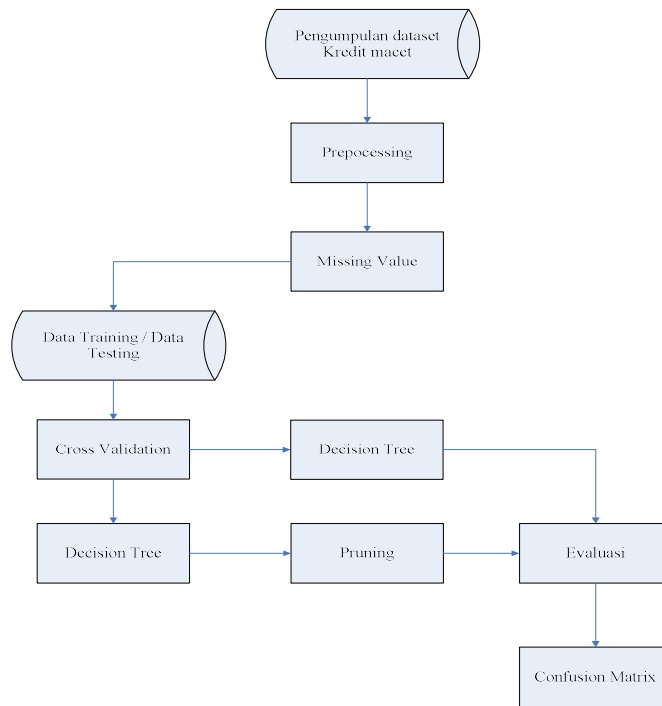 Pengumpulan dataset
Kredit macet
Prepocessing
Missing Value
Data Training / Data
Testing
Cross Validation
Decision Tree
Decision Tree
Pruning
Evaluasi
Confusion Matrix